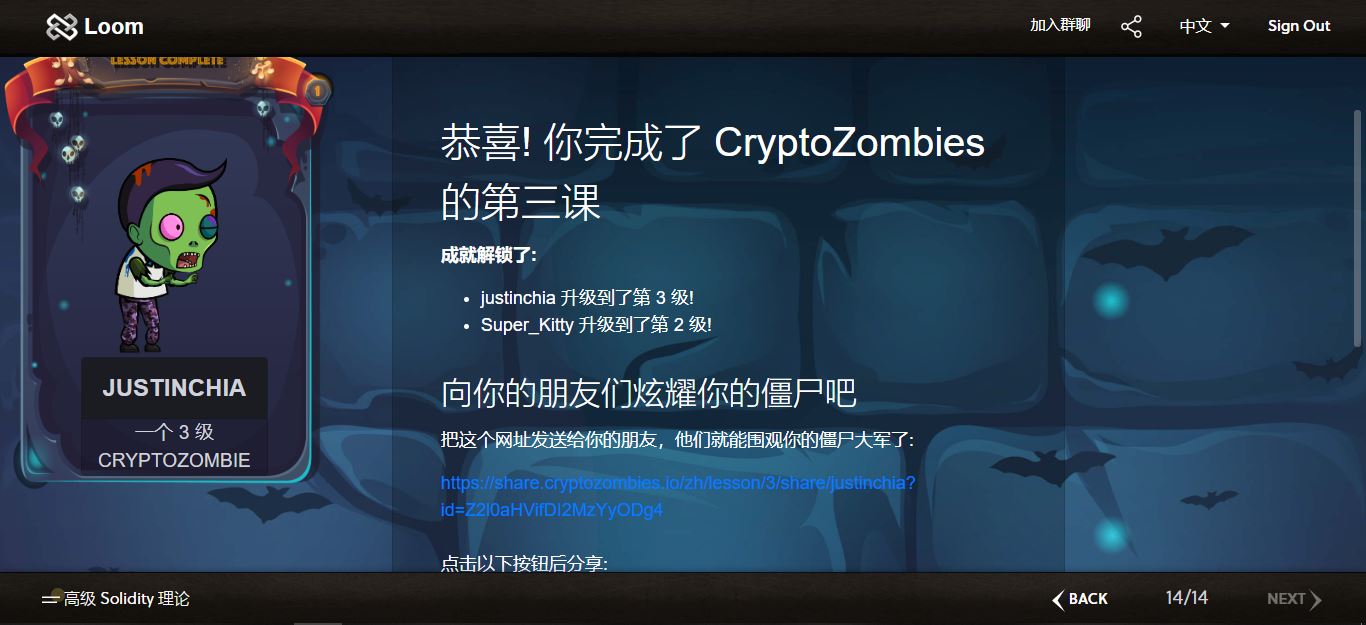 Loom
加入群聊
中文
Sign Out
LESSON COMPLETE
1
JUSTINCHIA
一个 3 级
CRYPTOZOMBIE
恭喜! 你完成了 CryptoZombies
的第三课
成就解锁了:
justinchia 升级到了第 3 级!
Super_Kitty 升级到了第 2 级!
向你的朋友们炫耀你的僵尸吧
把这个网址发送给你的朋友，他们就能围观你的僵尸大军了:
https://share.cryptozombies.io/zh/lesson/3/share/justinchia?
id=Z2l0aHVifDI2MzYyODg4
点击以下按钮后分享:
高级 Solidity 理论
BACK
14/14
NEXT